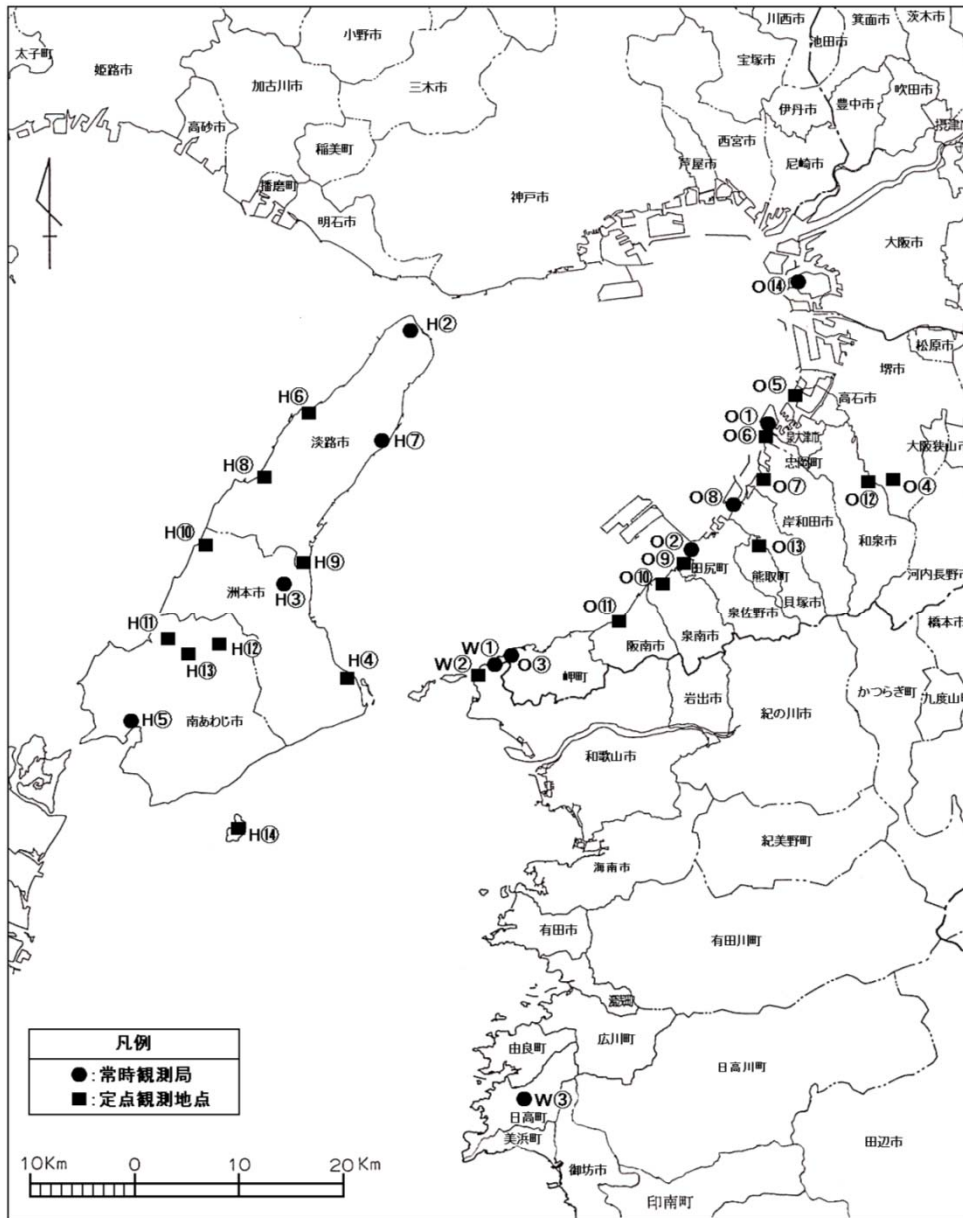 小野市
川西市
箕面市
茨木市
太子町
姫路市
加古川市
三木市
宝塚市
池田市
豊中市
吹田市
高砂市
稲美町
伊丹市
摂津
西宮市
芦屋市
尼崎市
播磨町
明石市
神戸市
大阪市
O⑭
H②
松原市
堺市
O⑤
高石市
H⑥
淡路市
H⑦
O①
O⑥
泉大津市
忠岡町
大阪狭山市
H⑧
O⑦
O⑫
O④
O⑧
岸和田市
和泉市
H⑩
O②
O⑬
H⑨
O⑨
田尻町
熊取町
河内長野市
洲本市
H③
O⑩
泉佐野市
貝塚市
H⑪
O⑪
阪南市
泉南市
橋本市
H⑫
H⑬
W①
W②
O③
岬町
H④
岩出市
紀の川市
かつらぎ町
九度山
H⑤
南あわじ市
和歌山市
H⑭
紀美野町
海南市
有田市
有田川町
広川町
由良町
日高川町
凡例
●:常時観測局
■:定点観測地点
W③
日高町
美浜町
田辺市
御坊市
印南町
10Km
0
10
20Km